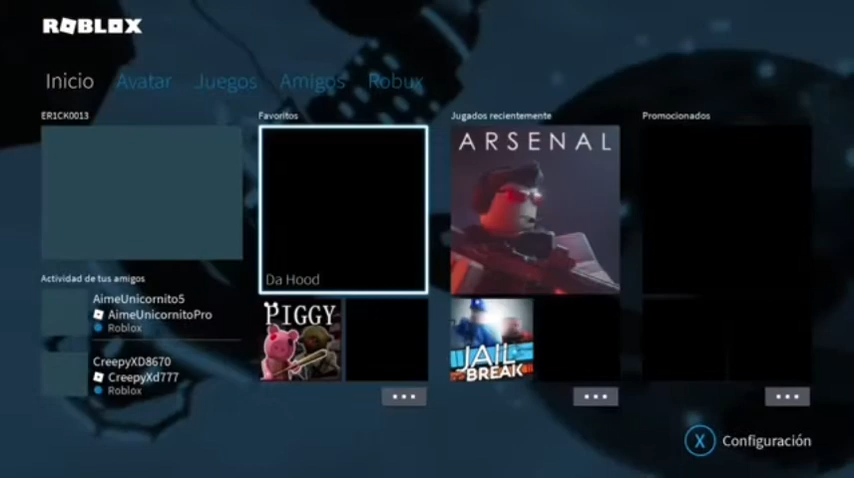 ROBLOX
Inicio Avatar Juegos Amigos Robux
ER1CK0013
Favoritos
Jugados recientemente
Promocionados
ARSENAL
Da Hood
Actividad de tus amigos
AimeUnicornito5
AimeUnicornitoPro
Roblox
CreepyXD8670
CreepyXd777
Roblox
PIGGY
JAIL
BREAK
X Configuración